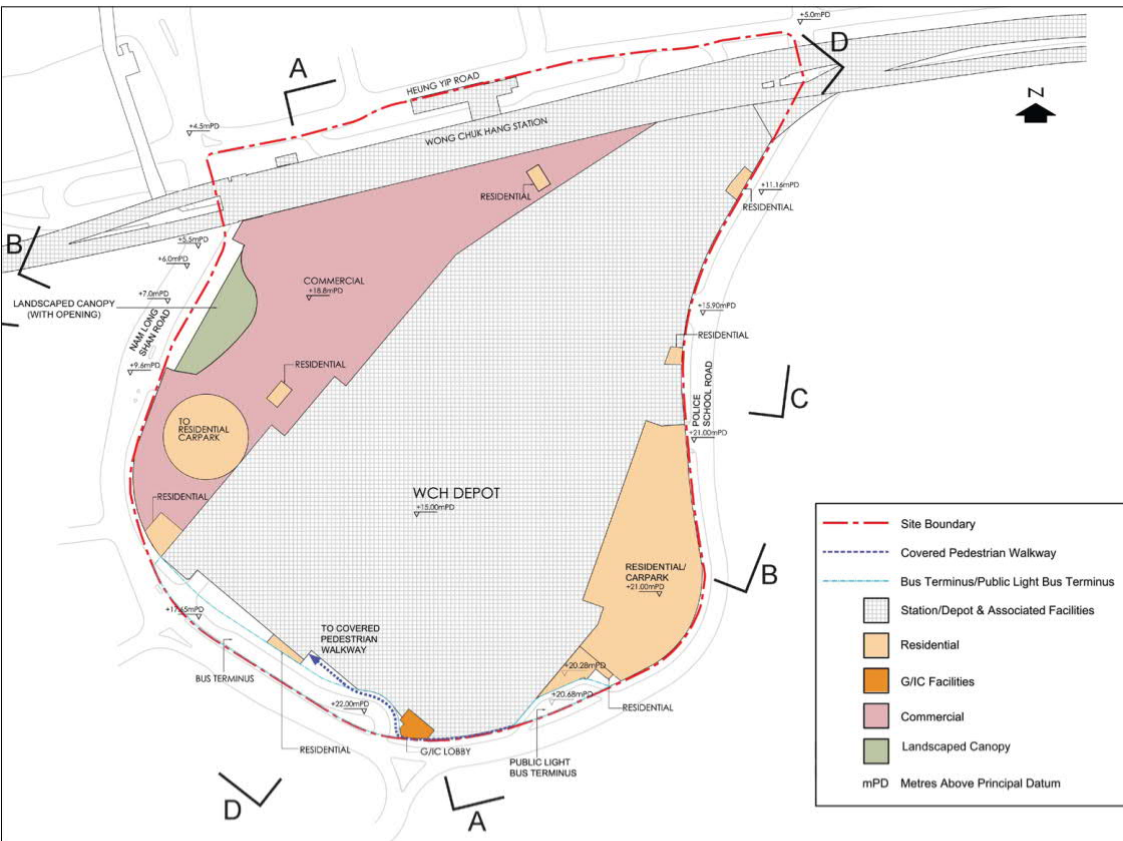 +5.0mPD
D
A
HEUNG YIP ROAD
N
+4.5mPD
WONG CHUK HANG STATION
RESIDENTIAL
+11.16mPD
RESIDENTIAL
B
+5.5mPD
+6.0mPD
COMMERCIAL
+18.8mPD
+7.0mPD
LANDSCAPED CANOPY
(WITH OPENING)
NAM LONG
SHAN ROAD
+15.90mPD
RESIDENTIAL
+9.6mPD
RESIDENTIAL
C
POLICE
SCHOOL ROAD
TO
RESIDENTIAL
CARPARK
+21.00mPD
RESIDENTIAL
WCH DEPOT
+15.00mPD
RESIDENTIAL/
CARPARK
+21.00mPD
B
+17.65mPD
TO COVERED
PEDESTRIAN
WALKWAY
BUS TERMINUS
+20.28mPD
+20.68mPD
+22.00mPD
RESIDENTIAL
RESIDENTIAL
G/IC LOBBY
PUBLIC LIGHT
BUS TERMINUS
D
A
Site Boundary
Covered Pedestrian Walkway
Bus Terminus/Public Light Bus Terminus
Station/Depot & Associated Facilities
Residential
G/IC Facilities
Commercial
Landscaped Canopy
mPD Metres Above Principal Datum